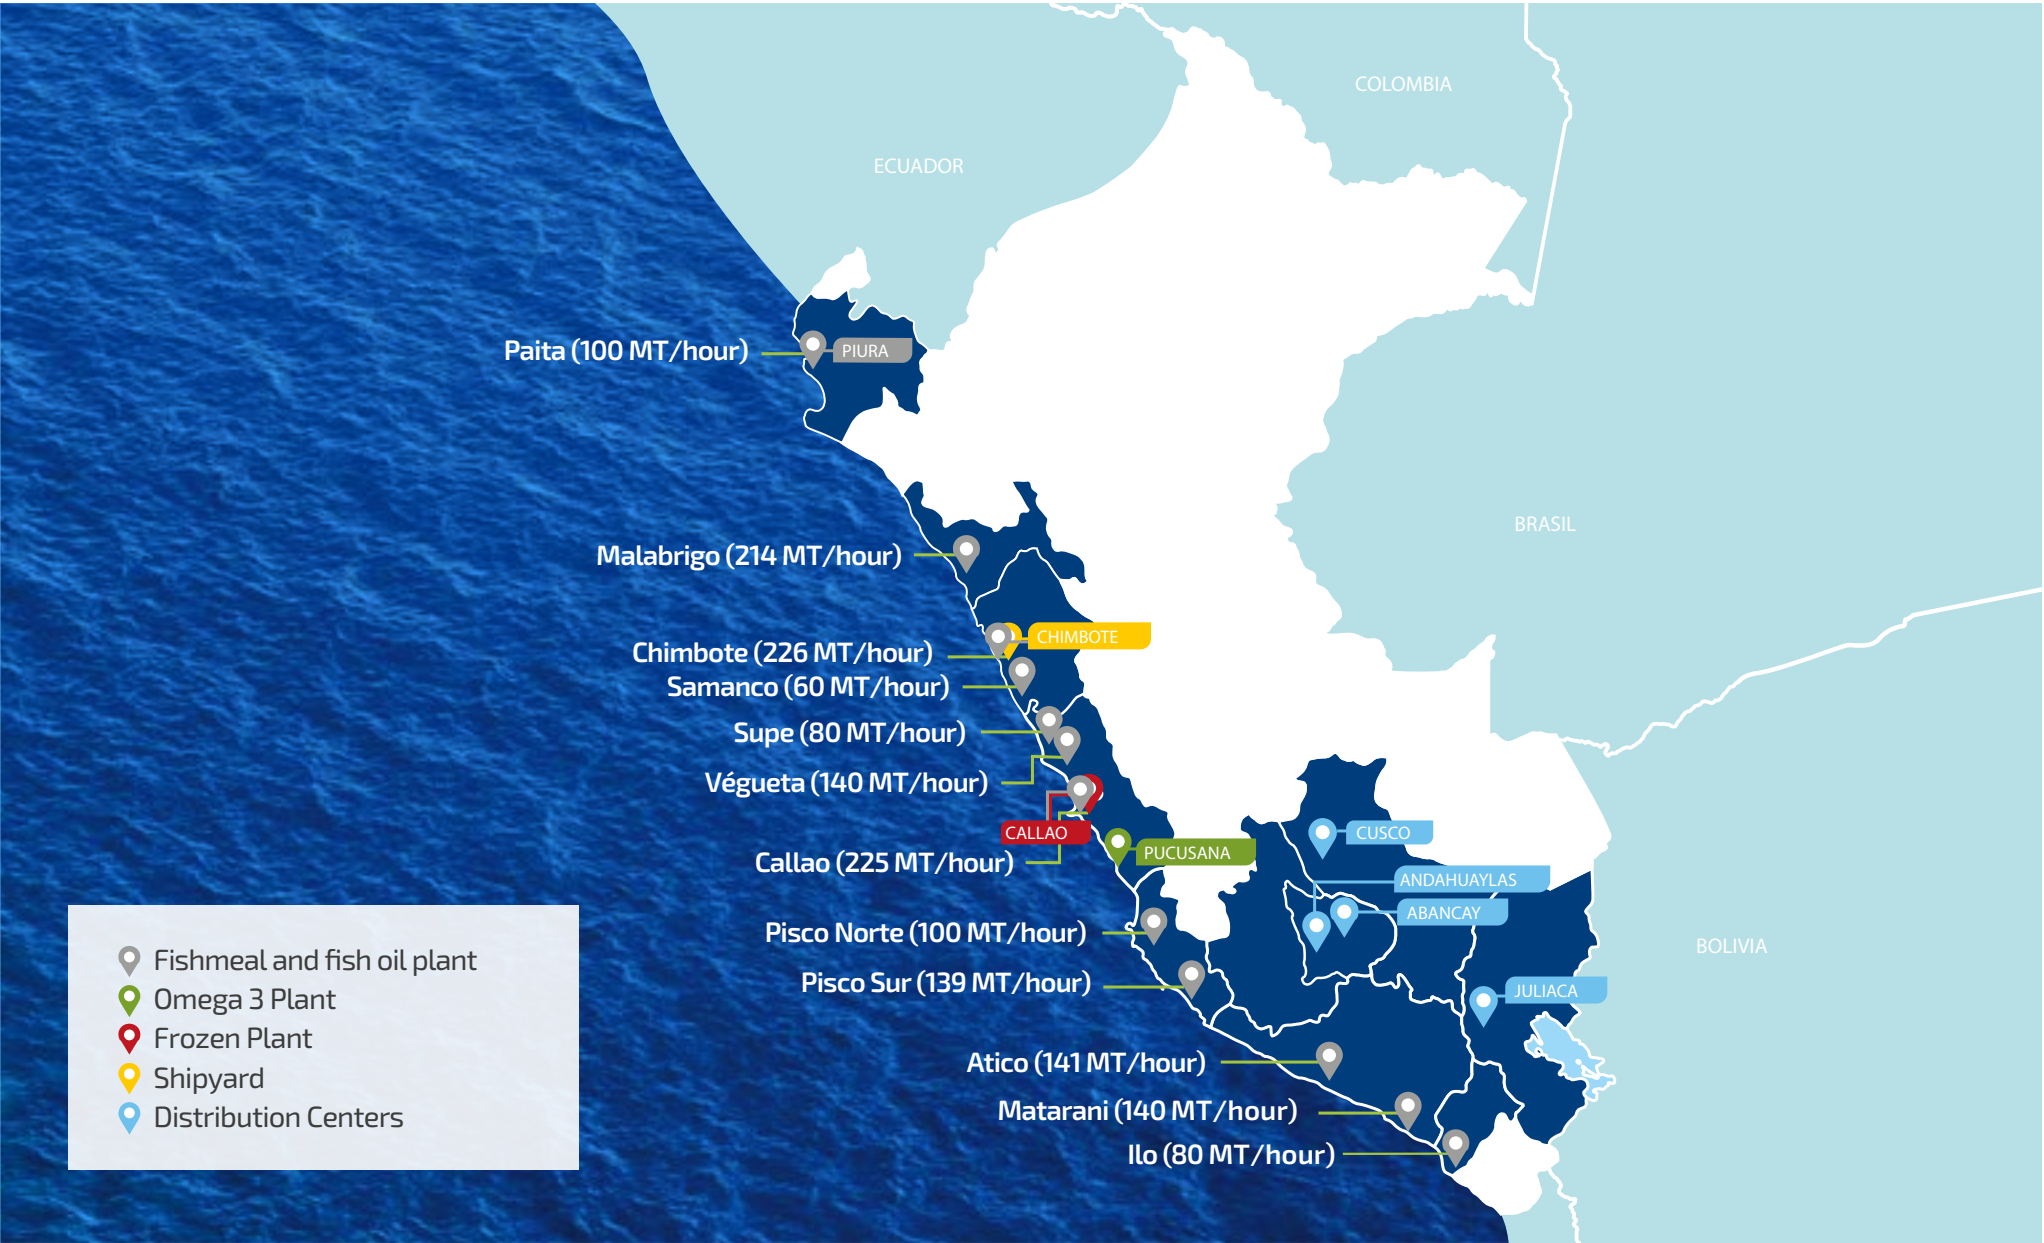 COLOMBIA
ECUADOR
Paita (100 MT/hour)
PIURA
BRASIL
Malabrigo (214 MT/hour)
CHIMBOTE
Chimbote (226 MT/hour)
Samanco (60 MT/hour)
Supe (80 MT/hour)
Végueta (140 MT/hour)
CALLAO
CUSCO
PUCUSANA
Callao (225 MT/hour)
ANDAHUAYLAS
ABANCAY
Pisco Norte (100 MT/hour)
BOLIVIA
Pisco Sur (139 MT/hour)
JULIACA
Atico (141 MT/hour)
Matarani (140 MT/hour)
Ilo (80 MT/hour)
Fishmeal and fish oil plant
Omega 3 Plant
Frozen Plant
Shipyard
Distribution Centers